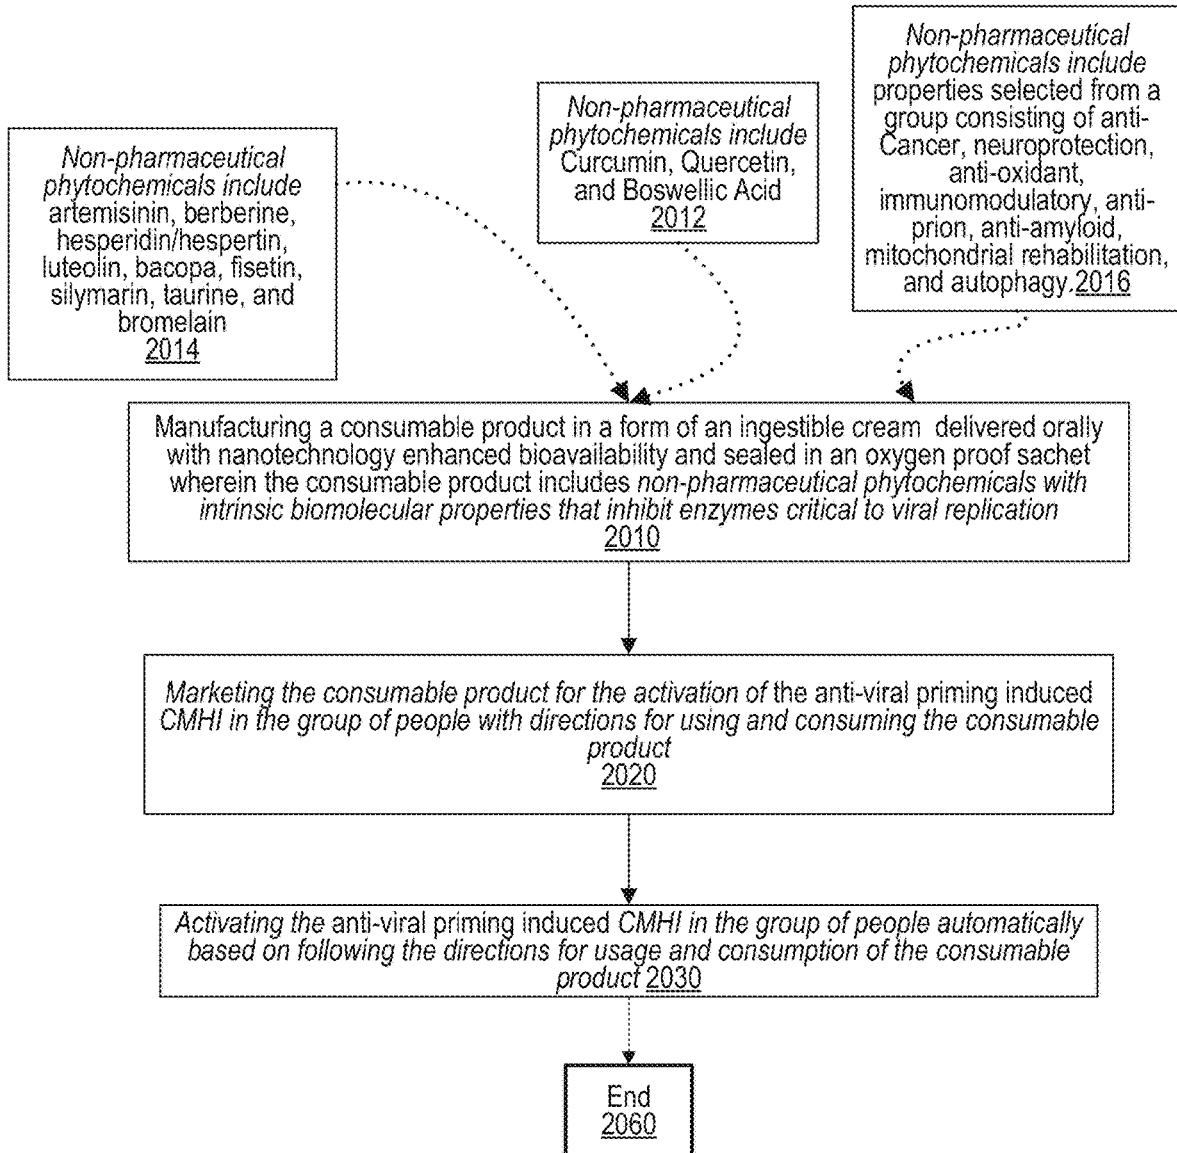 Non-pharmaceutical
phytochemicals include
artemisinin, berberine,
hesperidin/hespertin,
luteolin, bacopa, fisetin,
silymarin, taurine, and
bromelain
2014
Non-pharmaceutical
phytochemicals include
Curcumin, Quercetin,
and Boswellic Acid
2012
Non-pharmaceutical
phytochemicals include
properties selected from a
group consisting of anti-
Cancer, neuroprotection,
anti-oxidant,
immunomodulatory, anti-
prion, anti-amyloid,
mitochondrial rehabilitation,
and autophagy.2016
Manufacturing a consumable product in a form of an ingestible cream delivered orally
with nanotechnology enhanced bioavailability and sealed in an oxygen proof sachet
wherein the consumable product includes non-pharmaceutical phytochemicals with
intrinsic biomolecular properties that inhibit enzymes critical to viral replication
2010
Marketing the consumable product for the activation of the anti-viral priming induced
CMHI in the group of people with directions for using and consuming the consumable
product
2020
Activating the anti-viral priming induced CMHI in the group of people automatically
based on following the directions for usage and consumption of the consumable
product 2030
End
2060